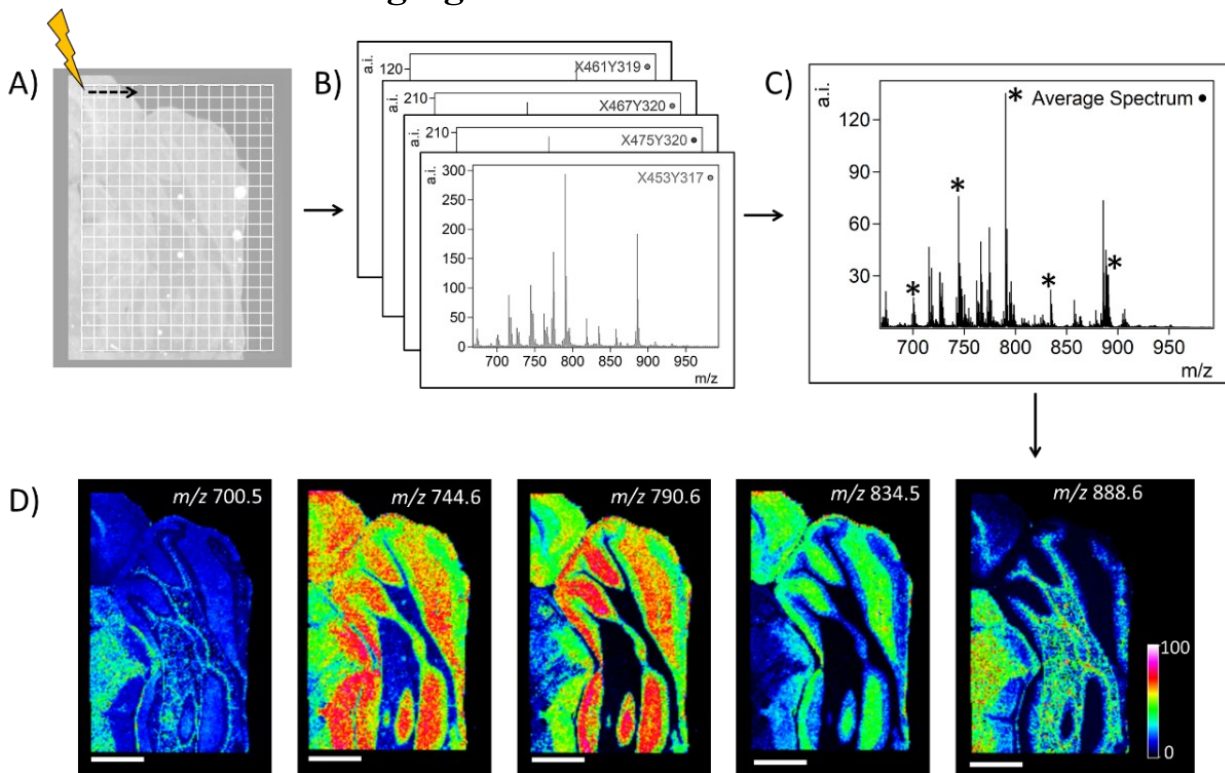 A)
B)
a.i.
120
X461Y319
a.i.
210
X467Y320
a.i.
210
X475Y320
a.i.
300
250
200
150
100
50
0
X453Y317
700 750 800 850 900 950
m/z
C)
a.i.
* Average Spectrum
120
90
60
30
* * * *
700 750 800 850 900 950
m/z
D)
m/z 700.5
m/z 744.6
m/z 790.6
m/z 834.5
m/z 888.6
100
0